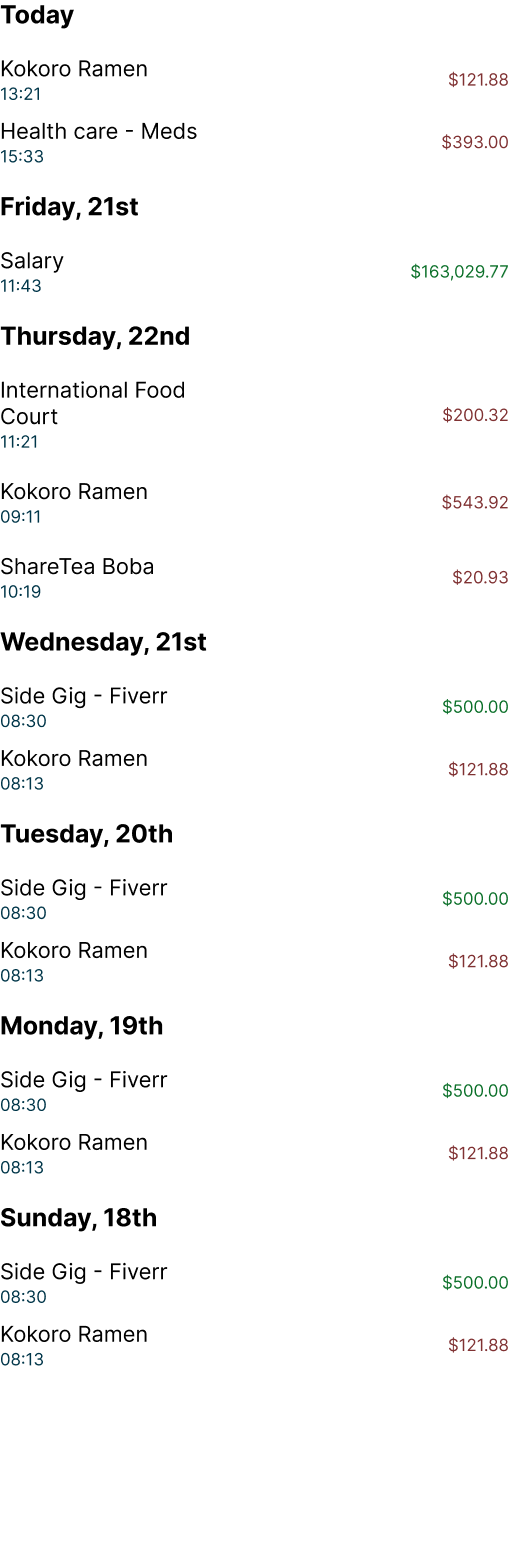 Today
Kokoro Ramen
13:21
$121.88
Health care - Meds
15:33
$393.00
Friday, 21st
Salary
11:43
$163,029.77
Thursday, 22nd
International Food
Court
11:21
$200.32
Kokoro Ramen
09:11
$543.92
ShareTea Boba
10:19
$20.93
Wednesday, 21st
Side Gig - Fiverr
08:30
$500.00
Kokoro Ramen
08:13
$121.88
Tuesday, 20th
Side Gig - Fiverr
08:30
$500.00
Kokoro Ramen
08:13
$121.88
Monday, 19th
Side Gig - Fiverr
08:30
$500.00
Kokoro Ramen
08:13
$121.88
Sunday, 18th
Side Gig - Fiverr
08:30
$500.00
Kokoro Ramen
08:13
$121.88